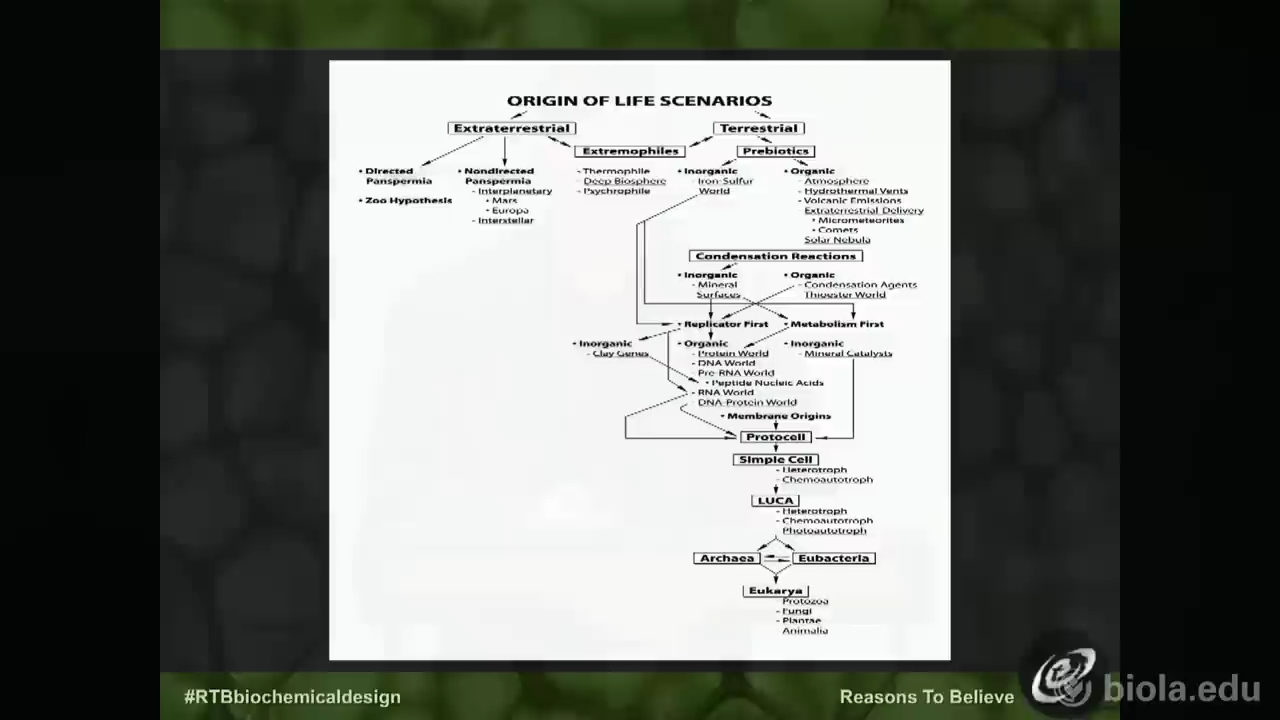 ORIGIN OF LIFE SCENARIOS
Extraterrestrial
Terrestrial
Extremophiles
Prebiotics
• Directed
Panspermia
• Zoo Hypothesis
• Nondirected
Panspermia
- Interplanetary
• Mars
• Europa
- Interstellar
- Thermophile
- Deep Biosphere
- Psychrophile
• Inorganic
- Iron-Sulfur
World
• Organic
- Atmosphere
- Hydrothermal Vents
- Volcanic Emissions
Extraterrestrial Delivery
• Micrometeorites
• Comets
Solar Nebula
Condensation Reactions
• Inorganic
- Mineral
Surfaces
• Organic
- Condensation Agents
Thioester World
• Replicator First
• Metabolism First
• Inorganic
- Clay Genes
• Organic
- Protein World
- DNA World
- Pre-RNA World
• Peptide Nucleic Acids
- RNA World
DNA-Protein World
• Inorganic
- Mineral Catalysts
• Membrane Origins
Protocell
Simple Cell
- Heterotroph
- Chemoautotroph
LUCA
- Heterotroph
- Chemoautotroph
Photoautotroph
Archaea
Eubacteria
Eukarya
Protozoa
- Fungi
- Plantae
Animalia
#RTBbiochemicaldesign
Reasons To Believe
biola.edu